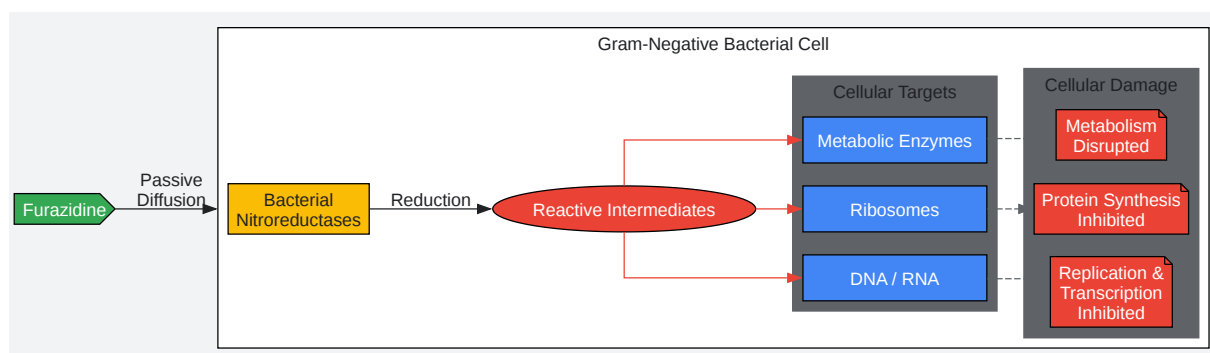 Gram-Negative Bacterial Cell
Furazidine
Passive
Diffusion
Bacterial
Nitroreductases
Reduction
Reactive Intermediates
Cellular Targets
Metabolic Enzymes
Ribosomes
DNA / RNA
Cellular Damage
Metabolism
Disrupted
Protein Synthesis
Inhibited
Replication &
Transcription
Inhibited